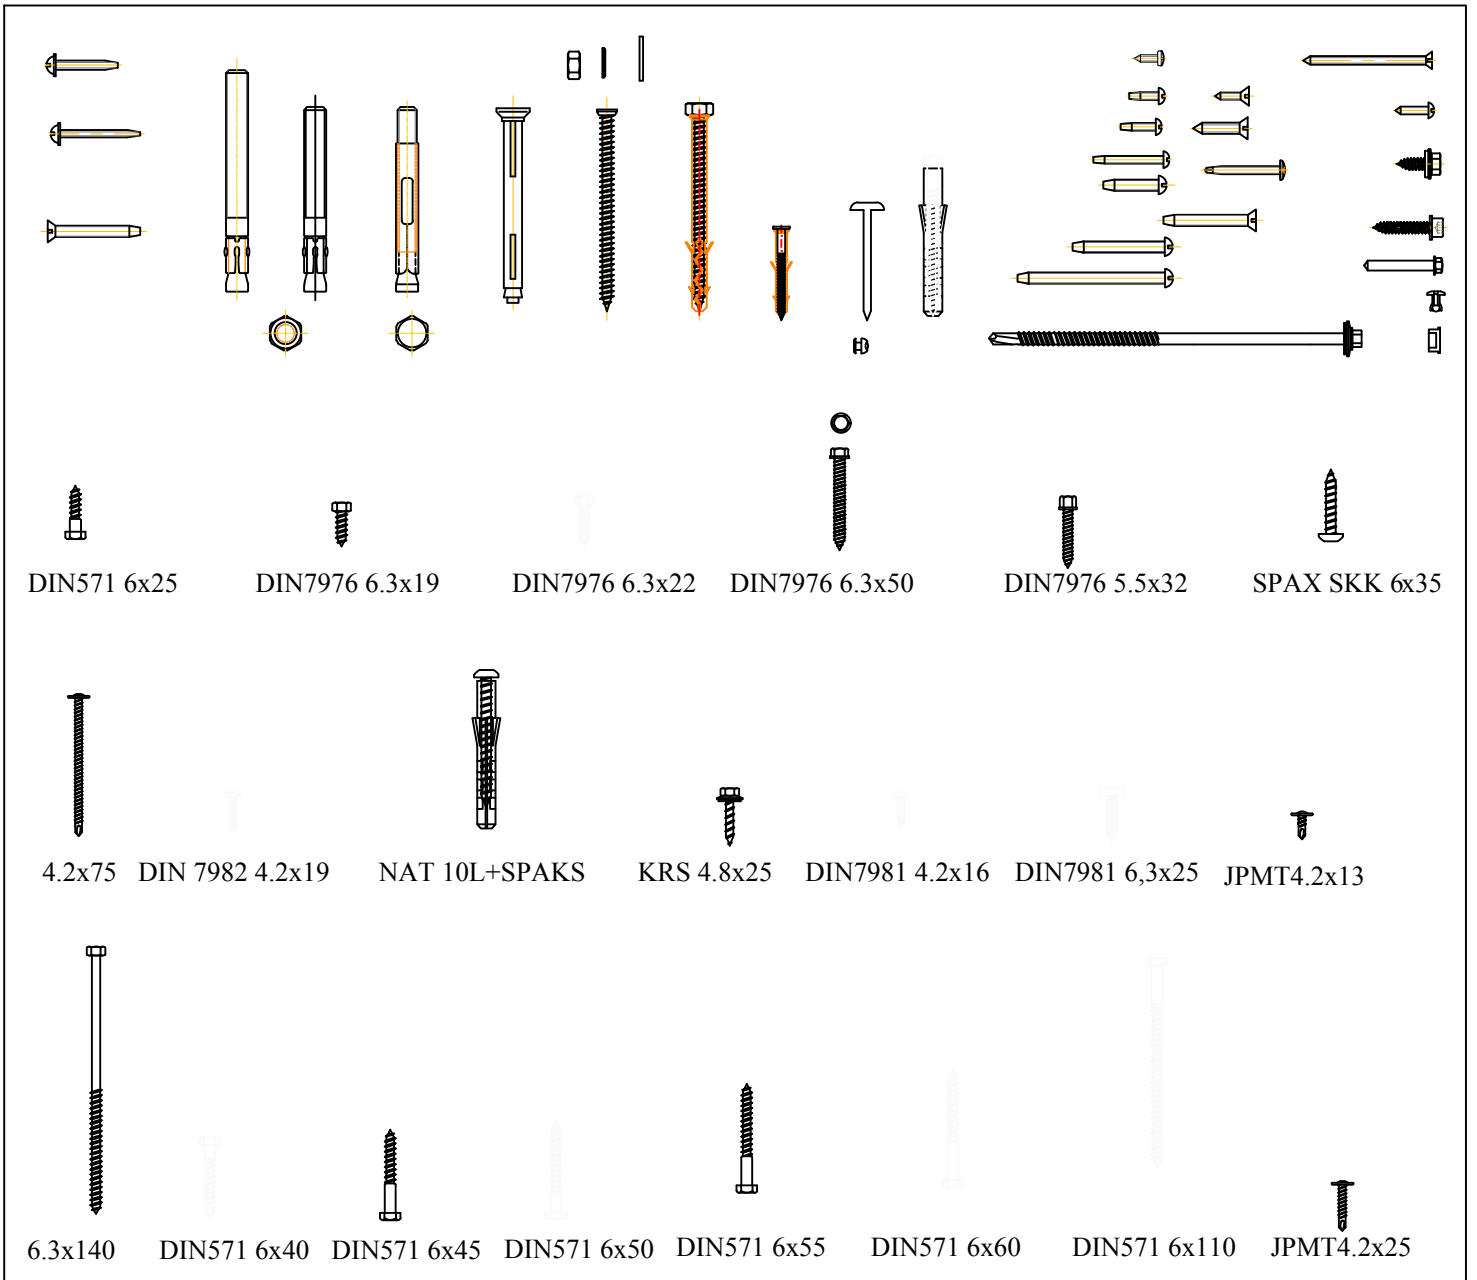 DIN571 6x25
DIN7976 6.3x19
DIN7976 6.3x22
DIN7976 6.3x50
DIN7976 5.5x32
SPAX SKK 6x35
4.2x75
DIN 7982 4.2x19
NAT 10L+SPAKS
KRS 4.8x25
DIN7981 4.2x16
DIN7981 6,3x25
JPMT4.2x13
6.3x140
DIN571 6x40
DIN571 6x45
DIN571 6x50
DIN571 6x55
DIN571 6x60
DIN571 6x110
JPMT4.2x25